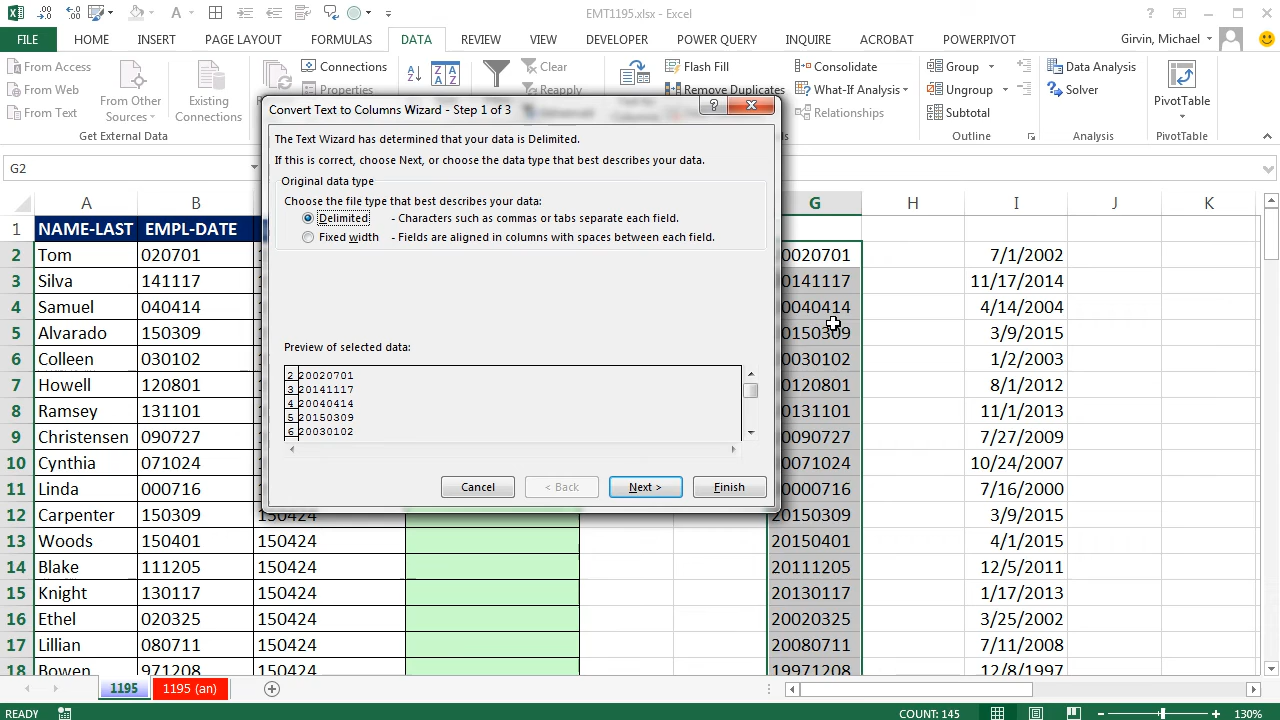 EMT1195.xlsx - Excel
FILE HOME INSERT PAGE LAYOUT FORMULAS DATA REVIEW VIEW DEVELOPER POWER QUERY INQUIRE ACROBAT POWERPIVOT Girvin, Michael
From Access
From Web
From Text
From Other Sources
Existing Connections
Get External Data
Connections
Properties
Clear
Reapply
Flash Fill
Remove Duplicates
Consolidate
What-If Analysis
Relationships
Group
Ungroup
Subtotal
Outline
Data Analysis
Solver
Analysis
PivotTable
PivotTable
G2
Convert Text to Columns Wizard - Step 1 of 3
The Text Wizard has determined that your data is Delimited.
If this is correct, choose Next, or choose the data type that best describes your data.
Original data type
Choose the file type that best describes your data:
Delimited - Characters such as commas or tabs separate each field.
Fixed width - Fields are aligned in columns with spaces between each field.
Preview of selected data:
2 20020701
3 20141117
4 20040414
5 20150309
6 20030102
Cancel < Back Next > Finish
A B G H I J K
1 NAME-LAST EMPL-DATE
2 Tom 020701 20020701 7/1/2002
3 Silva 141117 20141117 11/17/2014
4 Samuel 040414 20040414 4/14/2004
5 Alvarado 150309 20150309 3/9/2015
6 Colleen 030102 20030102 1/2/2003
7 Howell 120801 20120801 8/1/2012
8 Ramsey 131101 20131101 11/1/2013
9 Christensen 090727 20090727 7/27/2009
10 Cynthia 071024 20071024 10/24/2007
11 Linda 000716 20000716 7/16/2000
12 Carpenter 150309 150424 20150309 3/9/2015
13 Woods 150401 150424 20150401 4/1/2015
14 Blake 111205 150424 20111205 12/5/2011
15 Knight 130117 150424 20130117 1/17/2013
16 Ethel 020325 150424 20020325 3/25/2002
17 Lillian 080711 150424 20080711 7/11/2008
18 Bowen 971208 150424 19971208 12/8/1997
1195 1195 (an)
READY COUNT: 145 130%